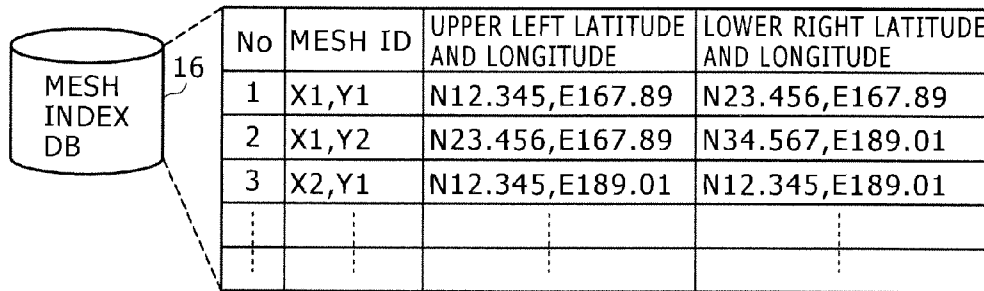 MESH
INDEX
DB
16
No MESH ID UPPER LEFT LATITUDE AND LONGITUDE LOWER RIGHT LATITUDE AND LONGITUDE
1 X1,Y1 N12.345,E167.89 N23.456,E167.89
2 X1,Y2 N23.456,E167.89 N34.567,E189.01
3 X2,Y1 N12.345,E189.01 N12.345,E189.01